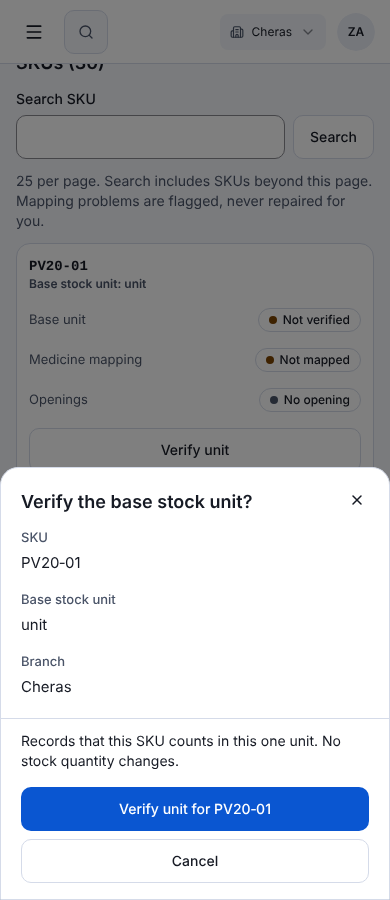 Cheras
ZA
SKUs (30)
Search SKU
Search
25 per page. Search includes SKUs beyond this page.
Mapping problems are flagged, never repaired for
you.
PV20-01
Base stock unit: unit
Base unit
Not verified
Medicine mapping
Not mapped
Openings
No opening
Verify unit
Verify the base stock unit?
SKU
PV20-01
Base stock unit
unit
Branch
Cheras
Records that this SKU counts in this one unit. No
stock quantity changes.
Verify unit for PV20-01
Cancel